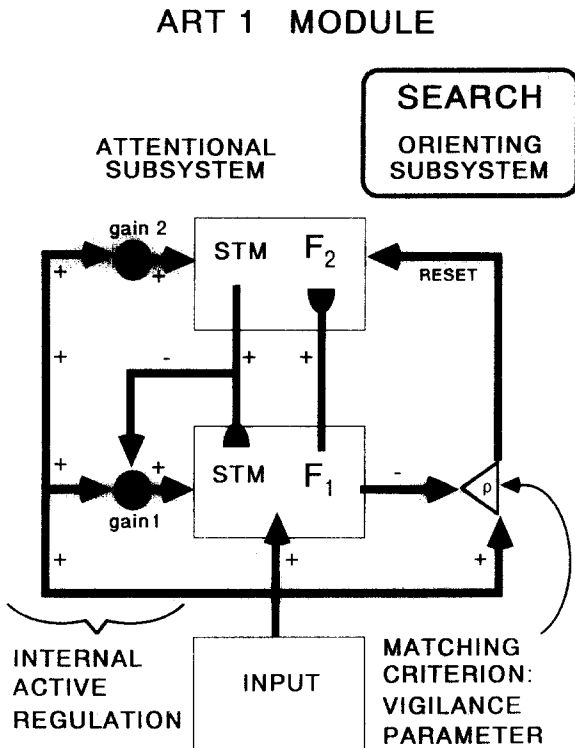 ART 1 MODULE
SEARCH
ORIENTING
SUBSYSTEM
ATTENTIONAL
SUBSYSTEM
gain 2
STM F2
RESET
+ +
+ - + +
+ + STM F1 -
ρ
gain 1
+ + +
INTERNAL
ACTIVE
REGULATION
INPUT
MATCHING
CRITERION:
VIGILANCE
PARAMETER